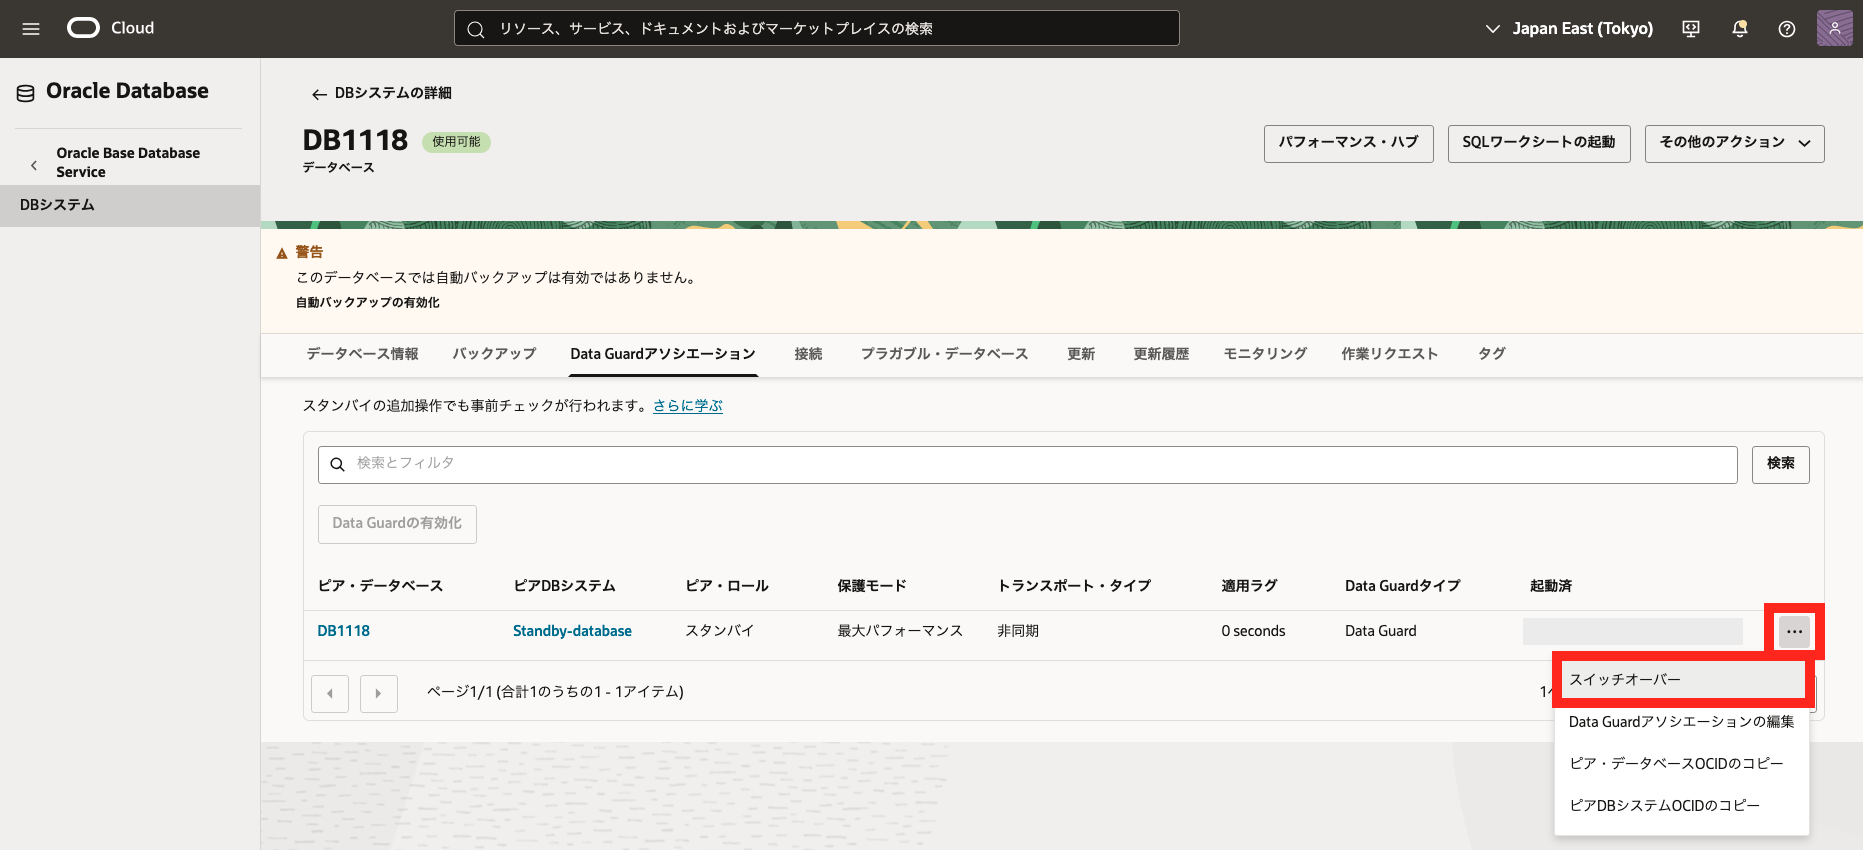 Cloud
リソース、サービス、ドキュメントおよびマーケットプレイスの検索
Japan East (Tokyo)
Oracle Database
Oracle Base Database
Service
DBシステム
DBシステムの詳細
DB1118
使用可能
データベース
パフォーマンス・ハブ
SQLワークシートの起動
その他のアクション
警告
このデータベースでは自動バックアップは有効ではありません。
自動バックアップの有効化
データベース情報
バックアップ
Data Guardアソシエーション
接続
プラガブル・データベース
更新
更新履歴
モニタリング
作業リクエスト
タグ
スタンバイの追加操作でも事前チェックが行われます。さらに学ぶ
検索とフィルタ
検索
Data Guardの有効化
ピア・データベース
ピアDBシステム
ピア・ロール
保護モード
トランスポート・タイプ
適用ラグ
Data Guardタイプ
起動済
DB1118
Standby-database
スタンバイ
最大パフォーマンス
非同期
0 seconds
Data Guard
ページ1/1 (合計1のうちの1 - 1アイテム)
スイッチオーバー
Data Guardアソシエーションの編集
ピア・データベースOCIDのコピー
ピアDBシステムOCIDのコピー